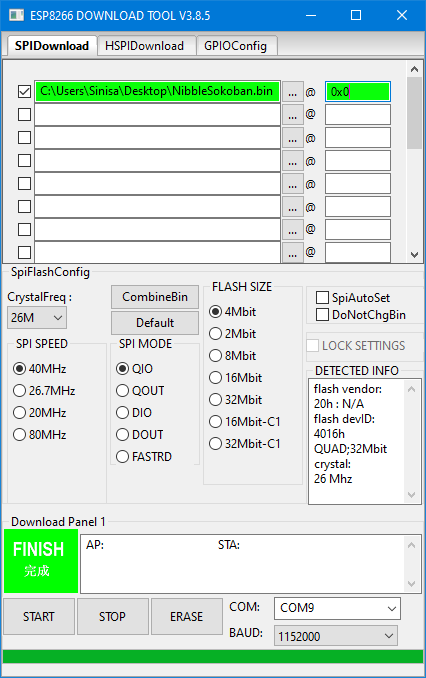 ESP8266 DOWNLOAD TOOL V3.8.5
SPIDownload HSPIDownload GPIOConfig
C:\Users\Sinisa\Desktop\NibbleSokoban.bin ... @ 0x0
... @
... @
... @
... @
... @
... @
... @
SpiFlashConfig
CrystalFreq :
26M
CombineBin
Default
SPI SPEED
40MHz
26.7MHz
20MHz
80MHz
SPI MODE
QIO
QOUT
DIO
DOUT
FASTRD
FLASH SIZE
4Mbit
2Mbit
8Mbit
16Mbit
32Mbit
16Mbit-C1
32Mbit-C1
SpiAutoSet
DoNotChgBin
LOCK SETTINGS
DETECTED INFO
flash vendor:
20h : N/A
flash devID:
4016h
QUAD;32Mbit
crystal:
26 Mhz
Download Panel 1
FINISH
完成
AP: STA:
START STOP ERASE
COM: COM9
BAUD: 1152000